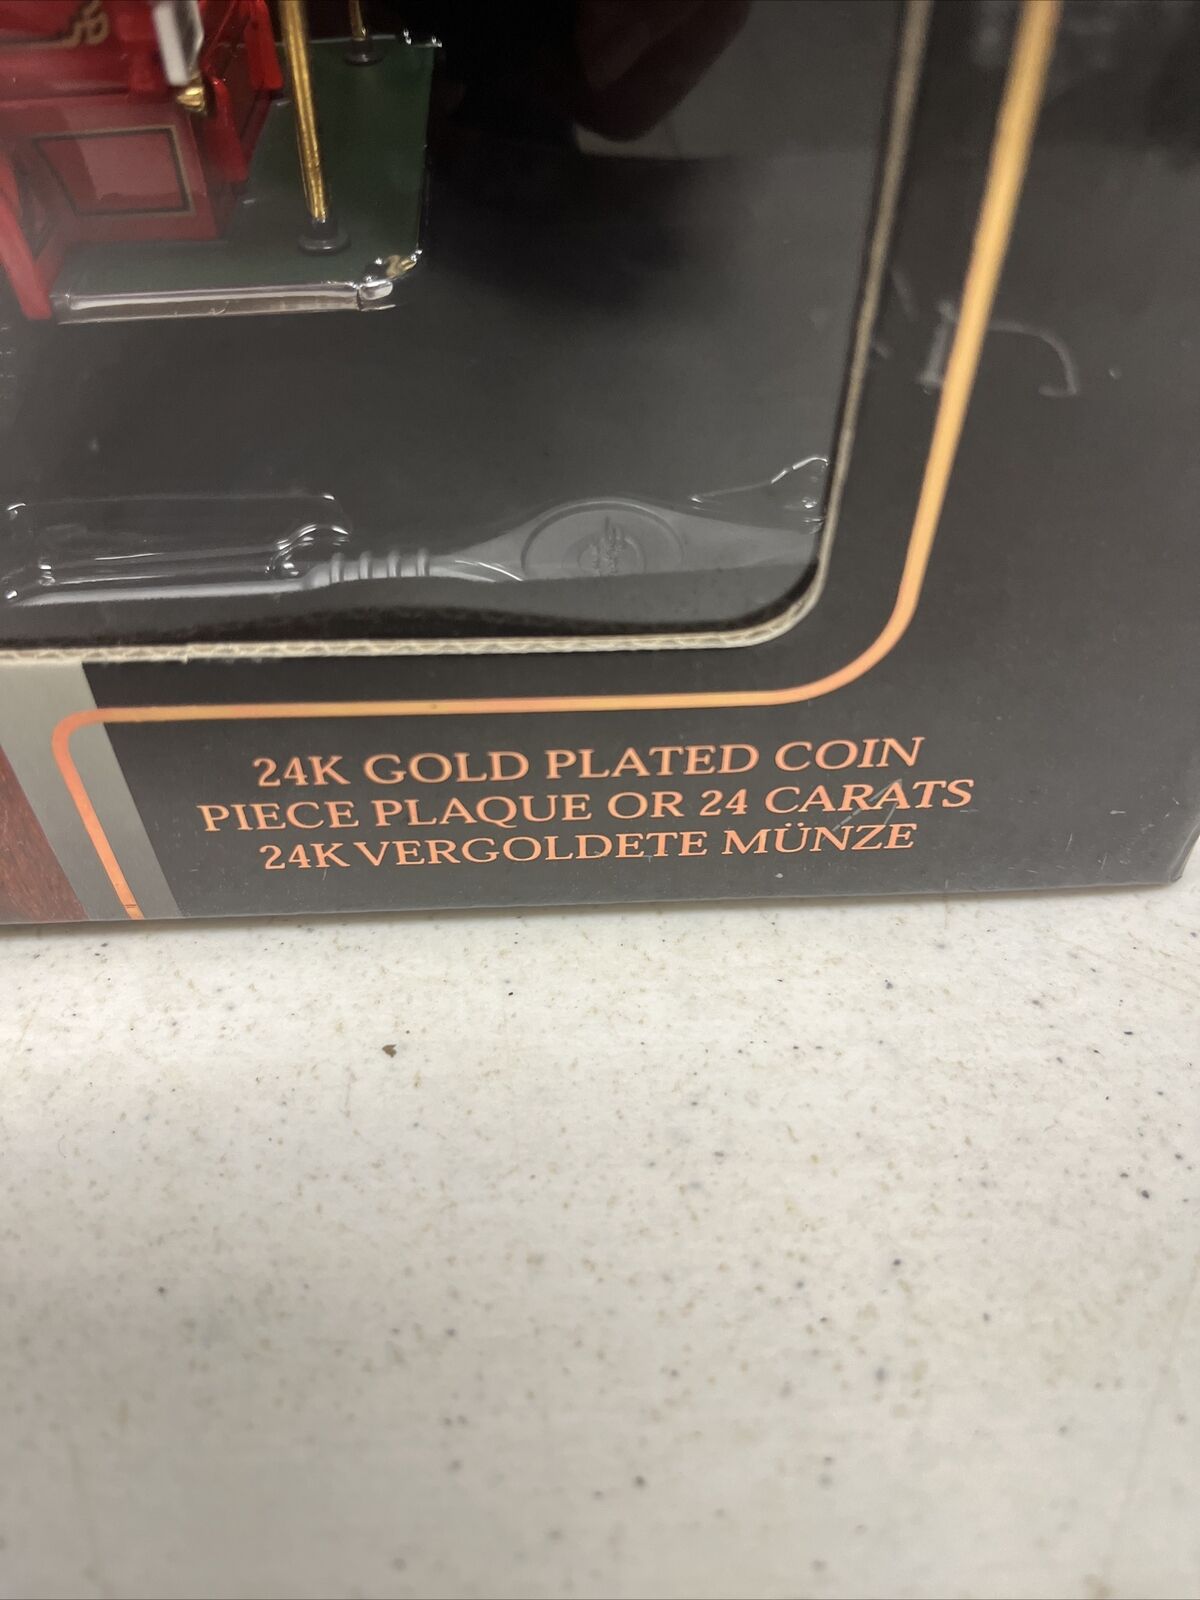 24K GOLD PLATED COIN
PIECE PLAQUE OR 24 CARATS
24K VERGOLDETE MÜNZE